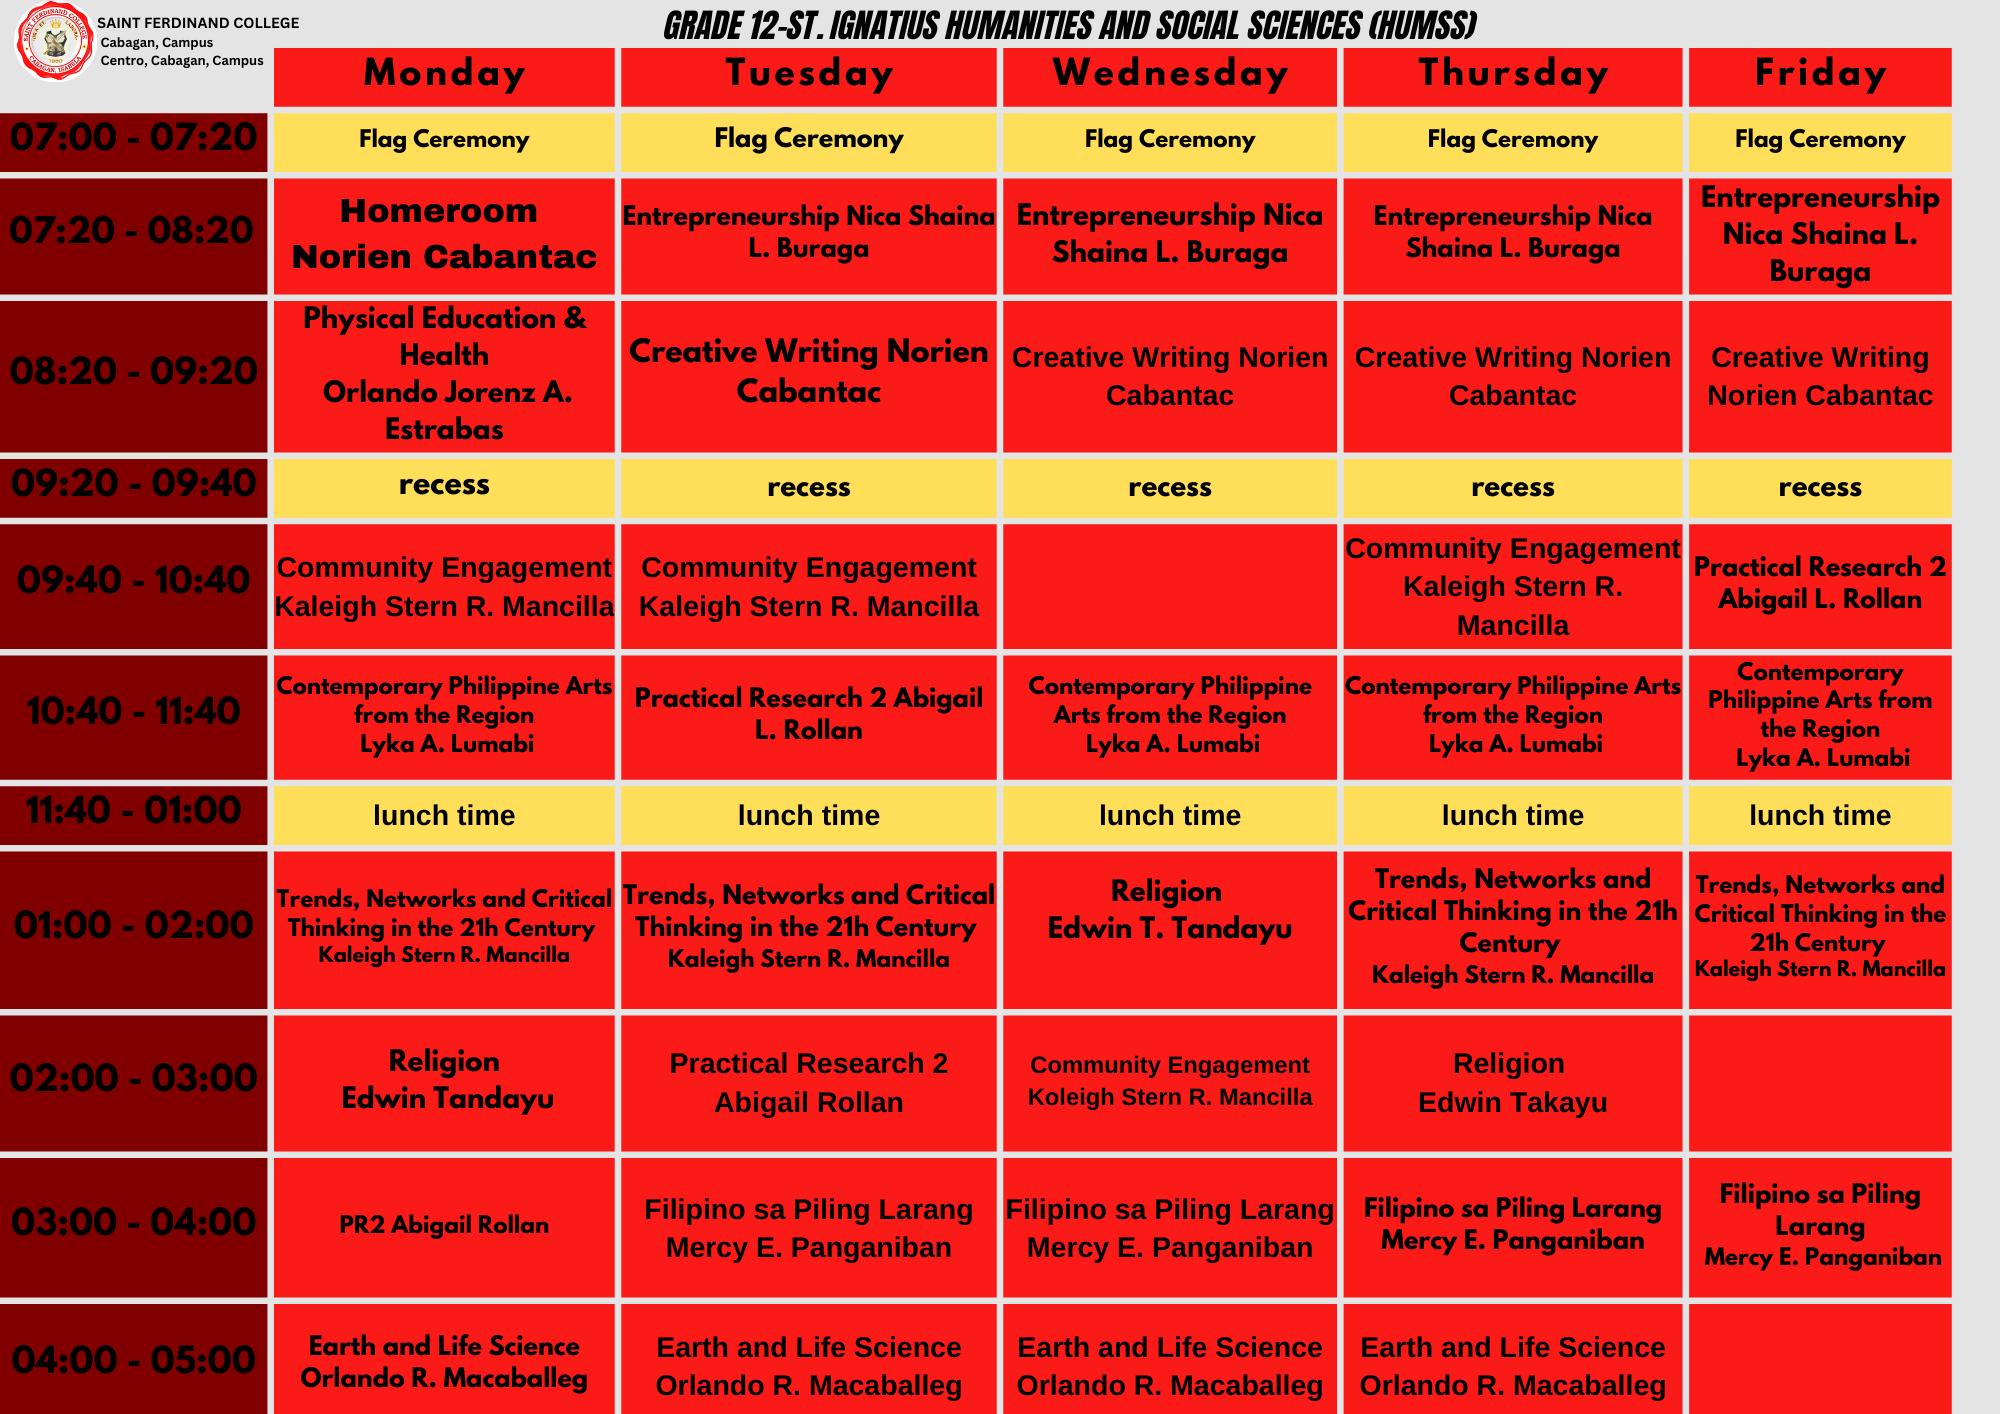 SAINT FERDINAND COLLEGE
Cabagan, Campus
Centro, Cabagan, Campus
GRADE 12-ST. IGNATIUS HUMANITIES AND SOCIAL SCIENCES (HUMSS)
Monday
Tuesday
Wednesday
Thursday
Friday
07:00 - 07:20
Flag Ceremony
Flag Ceremony
Flag Ceremony
Flag Ceremony
Flag Ceremony
07:20 - 08:20
Homeroom
Norien Cabantac
Entrepreneurship Nica Shaina
L. Buraga
Entrepreneurship Nica
Shaina L. Buraga
Entrepreneurship Nica
Shaina L. Buraga
Entrepreneurship
Nica Shaina L.
Buraga
08:20 - 09:20
Physical Education &
Health
Orlando Jorenz A.
Estrabas
Creative Writing Norien
Cabantac
Creative Writing Norien
Cabantac
Creative Writing Norien
Cabantac
Creative Writing
Norien Cabantac
09:20 - 09:40
recess
recess
recess
recess
recess
09:40 - 10:40
Community Engagement
Kaleigh Stern R. Mancilla
Community Engagement
Kaleigh Stern R. Mancilla
Community Engagement
Kaleigh Stern R.
Mancilla
Practical Research 2
Abigail L. Rollan
10:40 - 11:40
Contemporary Philippine Arts
from the Region
Lyka A. Lumabi
Practical Research 2 Abigail
L. Rollan
Contemporary Philippine
Arts from the Region
Lyka A. Lumabi
Contemporary Philippine Arts
from the Region
Lyka A. Lumabi
Contemporary
Philippine Arts from
the Region
Lyka A. Lumabi
11:40 - 01:00
lunch time
lunch time
lunch time
lunch time
lunch time
01:00 - 02:00
Trends, Networks and Critical
Thinking in the 21h Century
Kaleigh Stern R. Mancilla
Trends, Networks and Critical
Thinking in the 21h Century
Kaleigh Stern R. Mancilla
Religion
Edwin T. Tandayu
Trends, Networks and
Critical Thinking in the 21h
Century
Kaleigh Stern R. Mancilla
Trends, Networks and
Critical Thinking in the
21h Century
Kaleigh Stern R. Mancilla
02:00 - 03:00
Religion
Edwin Tandayu
Practical Research 2
Abigail Rollan
Community Engagement
Koleigh Stern R. Mancilla
Religion
Edwin Takayu
03:00 - 04:00
PR2 Abigail Rollan
Filipino sa Piling Larang
Mercy E. Panganiban
Filipino sa Piling Larang
Mercy E. Panganiban
Filipino sa Piling Larang
Mercy E. Panganiban
Filipino sa Piling
Larang
Mercy E. Panganiban
04:00 - 05:00
Earth and Life Science
Orlando R. Macaballeg
Earth and Life Science
Orlando R. Macaballeg
Earth and Life Science
Orlando R. Macaballeg
Earth and Life Science
Orlando R. Macaballeg